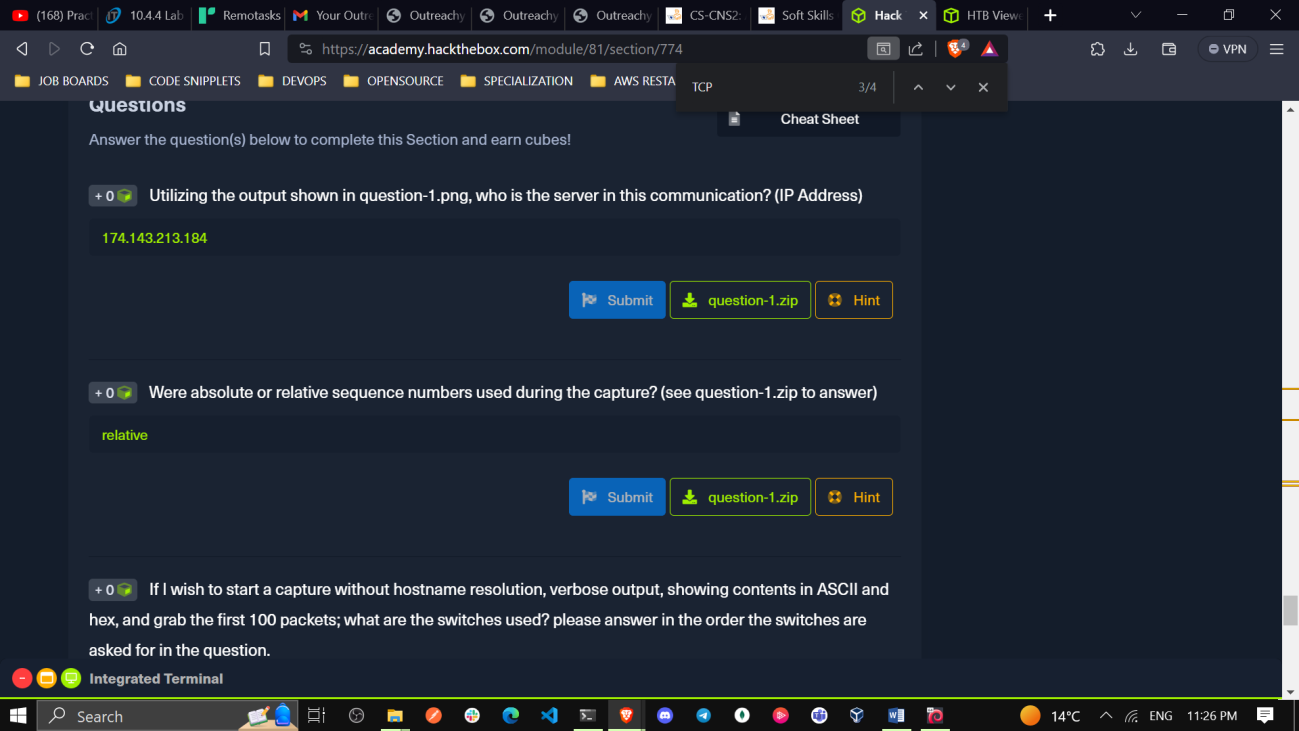 (168) Pract
10.4.4 Lab
Remotasks
Your Outre
Outreachy
Outreachy
Outreachy
CS-CNS2:
Soft Skills
Hack
HTB View
https://academy.hackthebox.com/module/81/section/774
4
VPN
JOB BOARDS
CODE SNIPPLETS
DEVOPS
OPENSOURCE
SPECIALIZATION
AWS RESTA
TCP
3/4
Questions
Cheat Sheet
Answer the question(s) below to complete this Section and earn cubes!
+ 0 Utilizing the output shown in question-1.png, who is the server in this communication? (IP Address)
174.143.213.184
Submit
question-1.zip
Hint
+ 0 Were absolute or relative sequence numbers used during the capture? (see question-1.zip to answer)
relative
Submit
question-1.zip
Hint
+ 0 If I wish to start a capture without hostname resolution, verbose output, showing contents in ASCII and
hex, and grab the first 100 packets; what are the switches used? please answer in the order the switches are
asked for in the question.
Integrated Terminal
Search
14°C
ENG
11:26 PM